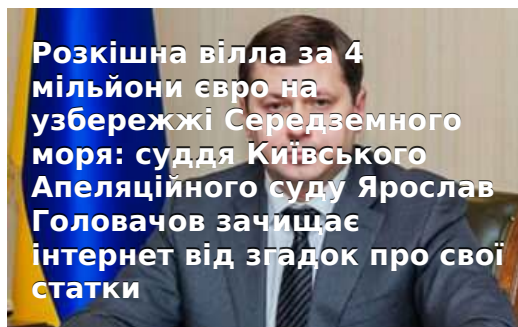 Розкішна вілла за 4
мільйони євро на
узбережжі Середземного
моря: суддя Київського
Апеляційного суду Ярослав
Головачов зачищає
інтернет від згадок про свої
статки